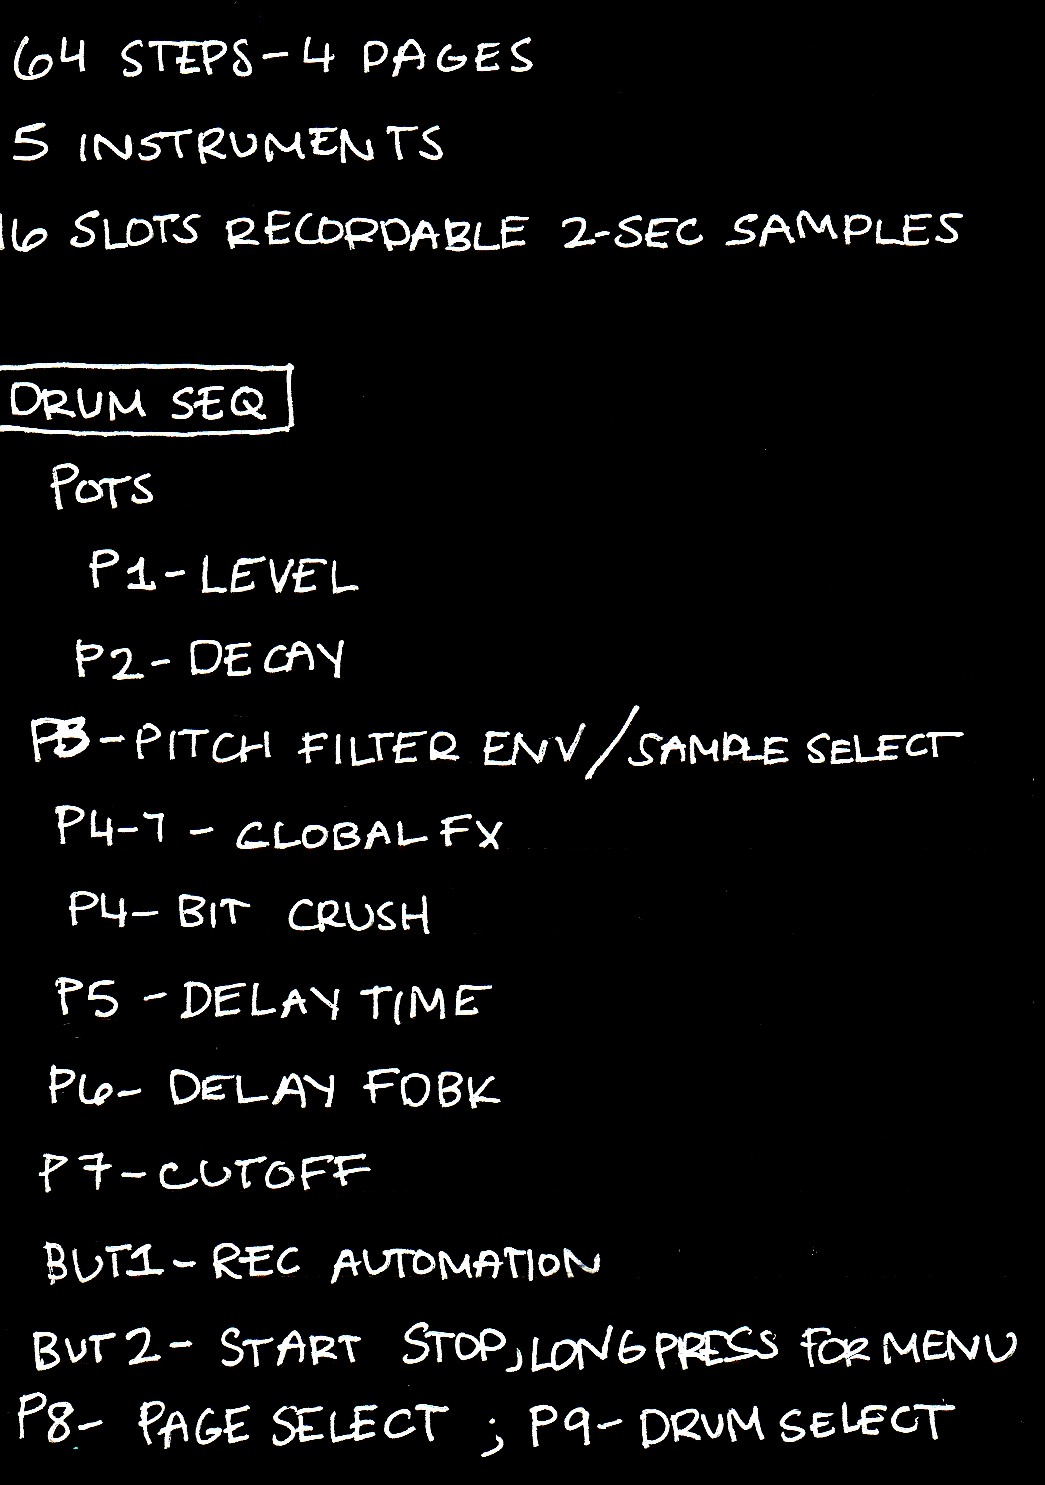 64 STEPS - 4 PAGES
5 INSTRUMENTS
16 SLOTS RECORDABLE 2-SEC SAMPLES
DRUM SEQ
POTS
P1 - LEVEL
P2 - DECAY
P3 - PITCH FILTER ENV / SAMPLE SELECT
P4-7 - GLOBAL FX
P4 - BIT CRUSH
P5 - DELAY TIME
P6 - DELAY FDBK
P7 - CUTOFF
BUT1 - REC AUTOMATION
BUT2 - START STOP, LONG PRESS FOR MENU
P8 - PAGE SELECT ; P9 - DRUM SELECT